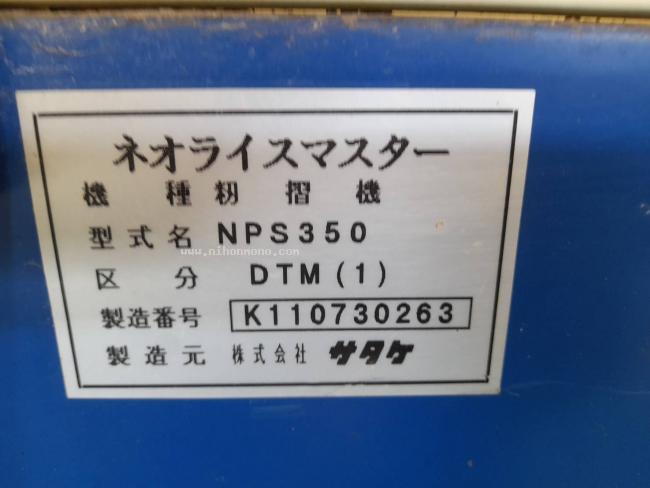 ネオライスマスター
機種 籾摺機
型式名 NPS350
www.nihonmono.com
区分 DTM(1)
製造番号 K110730263
製造元 株式会社 サタケ